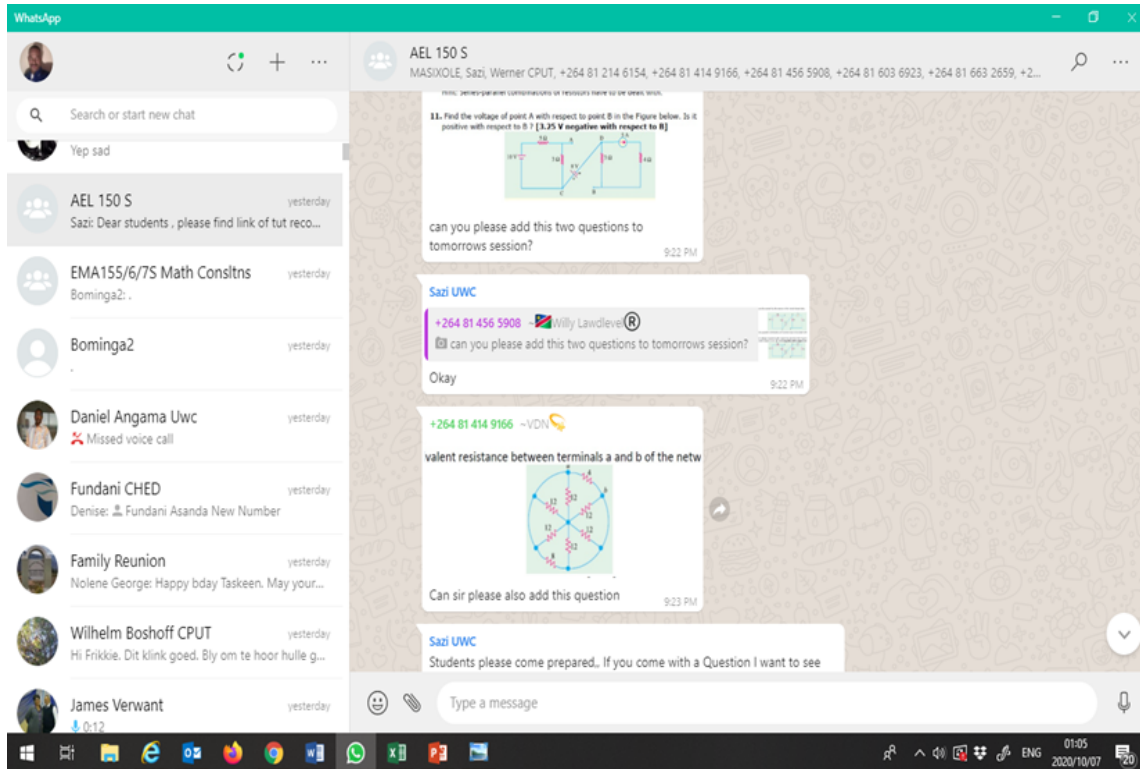 WhatsApp
Search or start new chat
Yep sad
AEL 150 S
yesterday
Sazi: Dear students , please find link of tut reco...
EMA155/6/7S Math Consltns
yesterday
Bominga2: .
Bominga2
yesterday
.
Daniel Angama Uwc
yesterday
Missed voice call
Fundani CHED
yesterday
Denise: Fundani Asanda New Number
Family Reunion
yesterday
Nolene George: Happy bday Taskeen. May your...
Wilhelm Boshoff CPUT
yesterday
Hi Frikkie. Dit klink goed. Bly om te hoor hulle g...
James Verwant
yesterday
0:12
AEL 150 S
MASIXOLE, Sazi, Werner CPUT, +264 81 214 6154, +264 81 414 9166, +264 81 456 5908, +264 81 603 6923, +264 81 663 2659, +2...
11. Find the voltage of point A with respect to point B in the Figure below. Is it
positive with respect to B ? [3.25 V negative with respect to B]
can you please add this two questions to
tomorrows session?
9:22 PM
Sazi UWC
+264 81 456 5908 ~Willy Lawdlevel®
can you please add this two questions to tomorrows session?
Okay
9:22 PM
+264 81 414 9166 ~VDN
valent resistance between terminals a and b of the netw
12
12
12
12
12
12
Can sir please also add this question
9:23 PM
Sazi UWC
Students please come prepared,. If you come with a Question I want to see
Type a message
ENG
01:05
2020/10/07
20